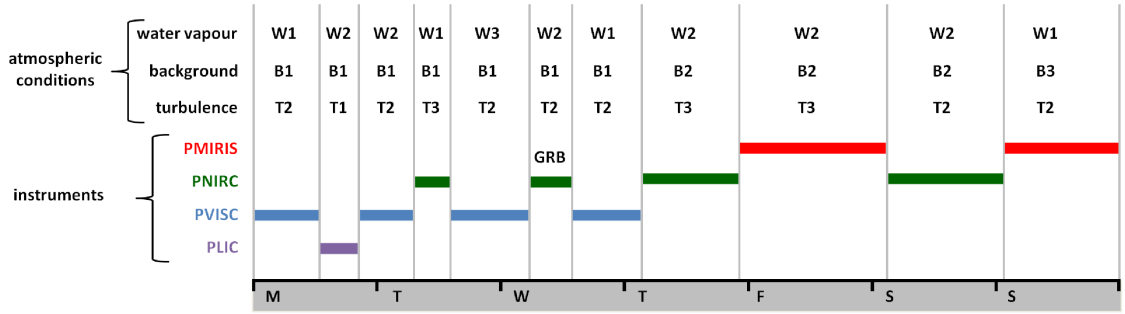 water vapour W1 W2 W2 W1 W3 W2 W1 W2 W2 W2 W1
atmospheric
conditions
background B1 B1 B1 B1 B1 B1 B1 B2 B2 B2 B3
turbulence T2 T1 T2 T3 T2 T2 T2 T3 T3 T2 T2
PMIRIS
GRB
PNIRC
instruments
PVISC
PLIC
M T W T F S S